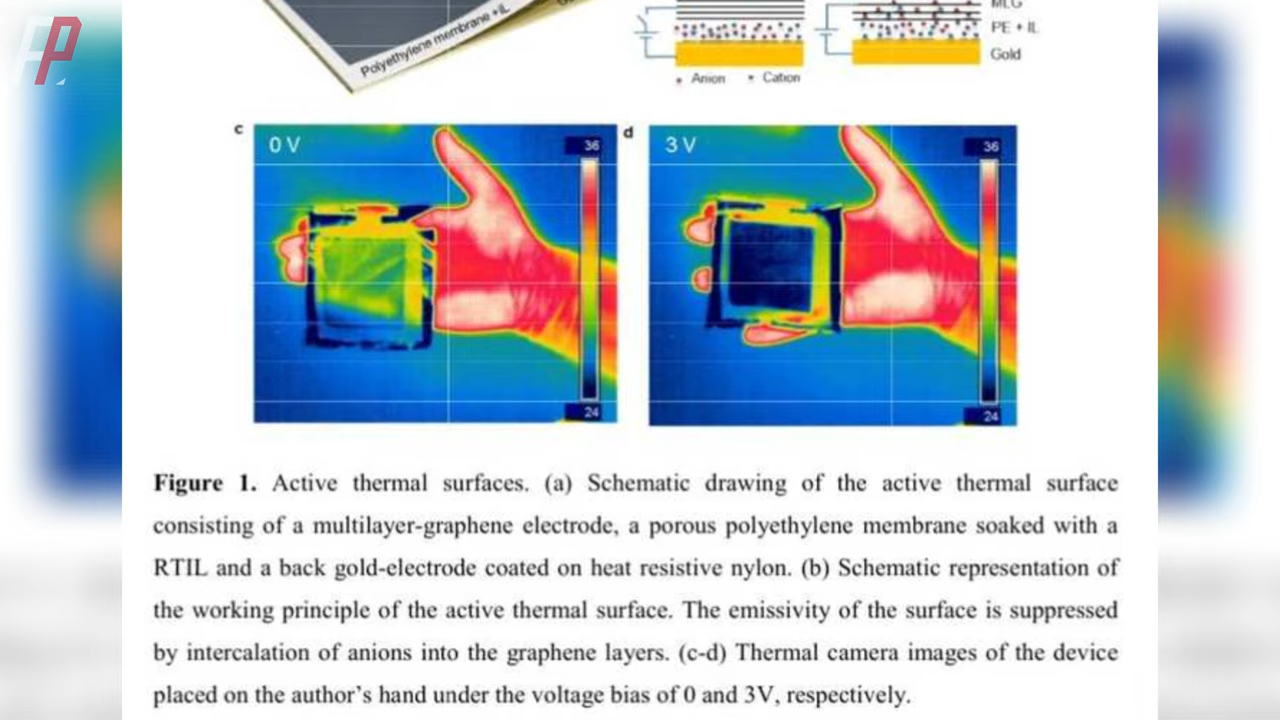 P
Polyethylene membrane +IL
MLG
PE + IL
Gold
Anion
Cation
c
0 V
36
24
d
3 V
36
24
Figure 1. Active thermal surfaces. (a) Schematic drawing of the active thermal surface
consisting of a multilayer-graphene electrode, a porous polyethylene membrane soaked with a
RTIL and a back gold-electrode coated on heat resistive nylon. (b) Schematic representation of
the working principle of the active thermal surface. The emissivity of the surface is suppressed
by intercalation of anions into the graphene layers. (c-d) Thermal camera images of the device
placed on the author's hand under the voltage bias of 0 and 3V, respectively.